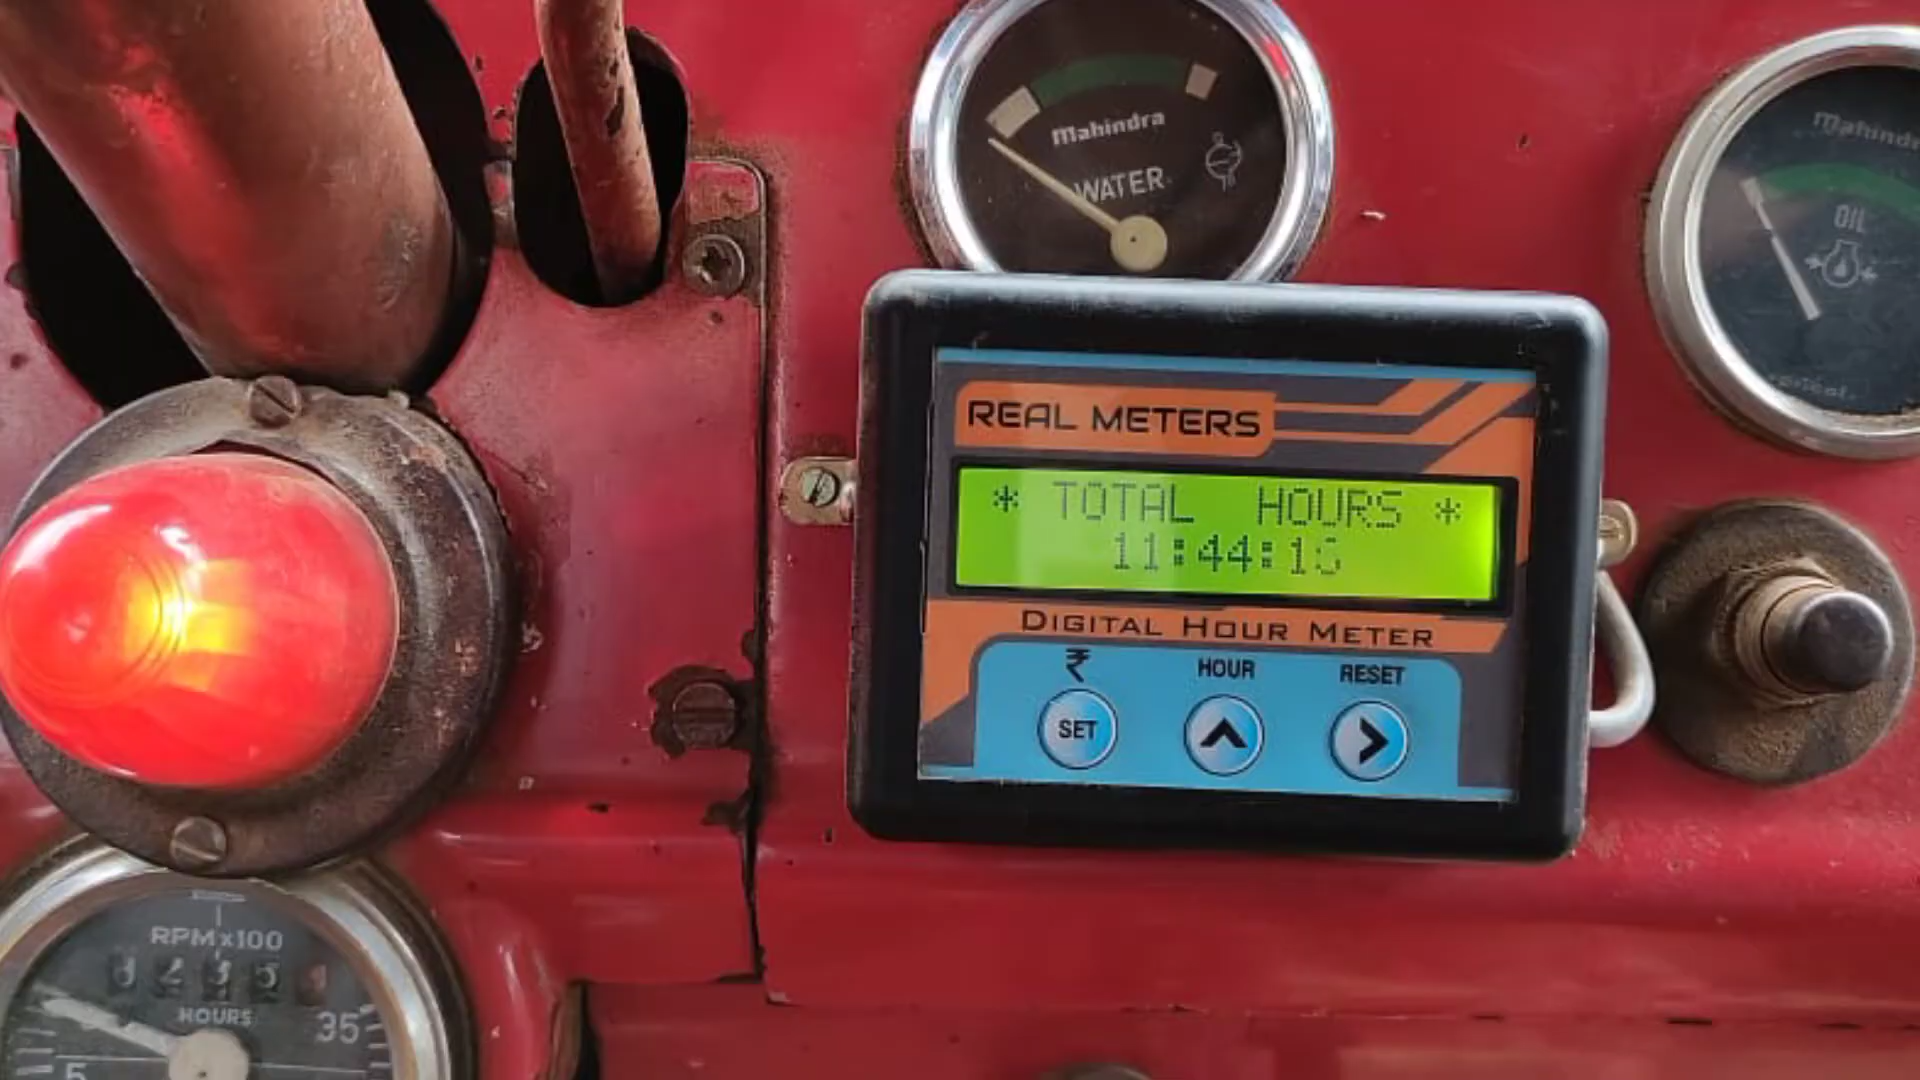 Mahindra
WATER
Mahindra
OIL
REAL METERS
* TOTAL HOURS *
11:44:1
DIGITAL HOUR METER
₹ HOUR RESET
SET
RPM x100
HOURS
35
5